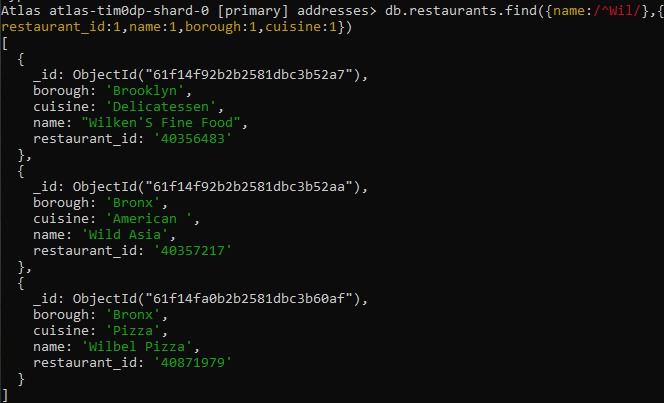 Atlas atlas-tim0dp-shard-0 [primary] addresses> db.restaurants.find({name:/^Wil/},{
restaurant_id:1,name:1,borough:1,cuisine:1})
[
  {
    _id: ObjectId("61f14f92b2b2581dbc3b52a7"),
    borough: 'Brooklyn',
    cuisine: 'Delicatessen',
    name: "Wilken'S Fine Food",
    restaurant_id: '40356483'
  },
  {
    _id: ObjectId("61f14f92b2b2581dbc3b52aa"),
    borough: 'Bronx',
    cuisine: 'American ',
    name: 'Wild Asia',
    restaurant_id: '40357217'
  },
  {
    _id: ObjectId("61f14fa0b2b2581dbc3b60af"),
    borough: 'Bronx',
    cuisine: 'Pizza',
    name: 'Wilbel Pizza',
    restaurant_id: '40871979'
  }
]